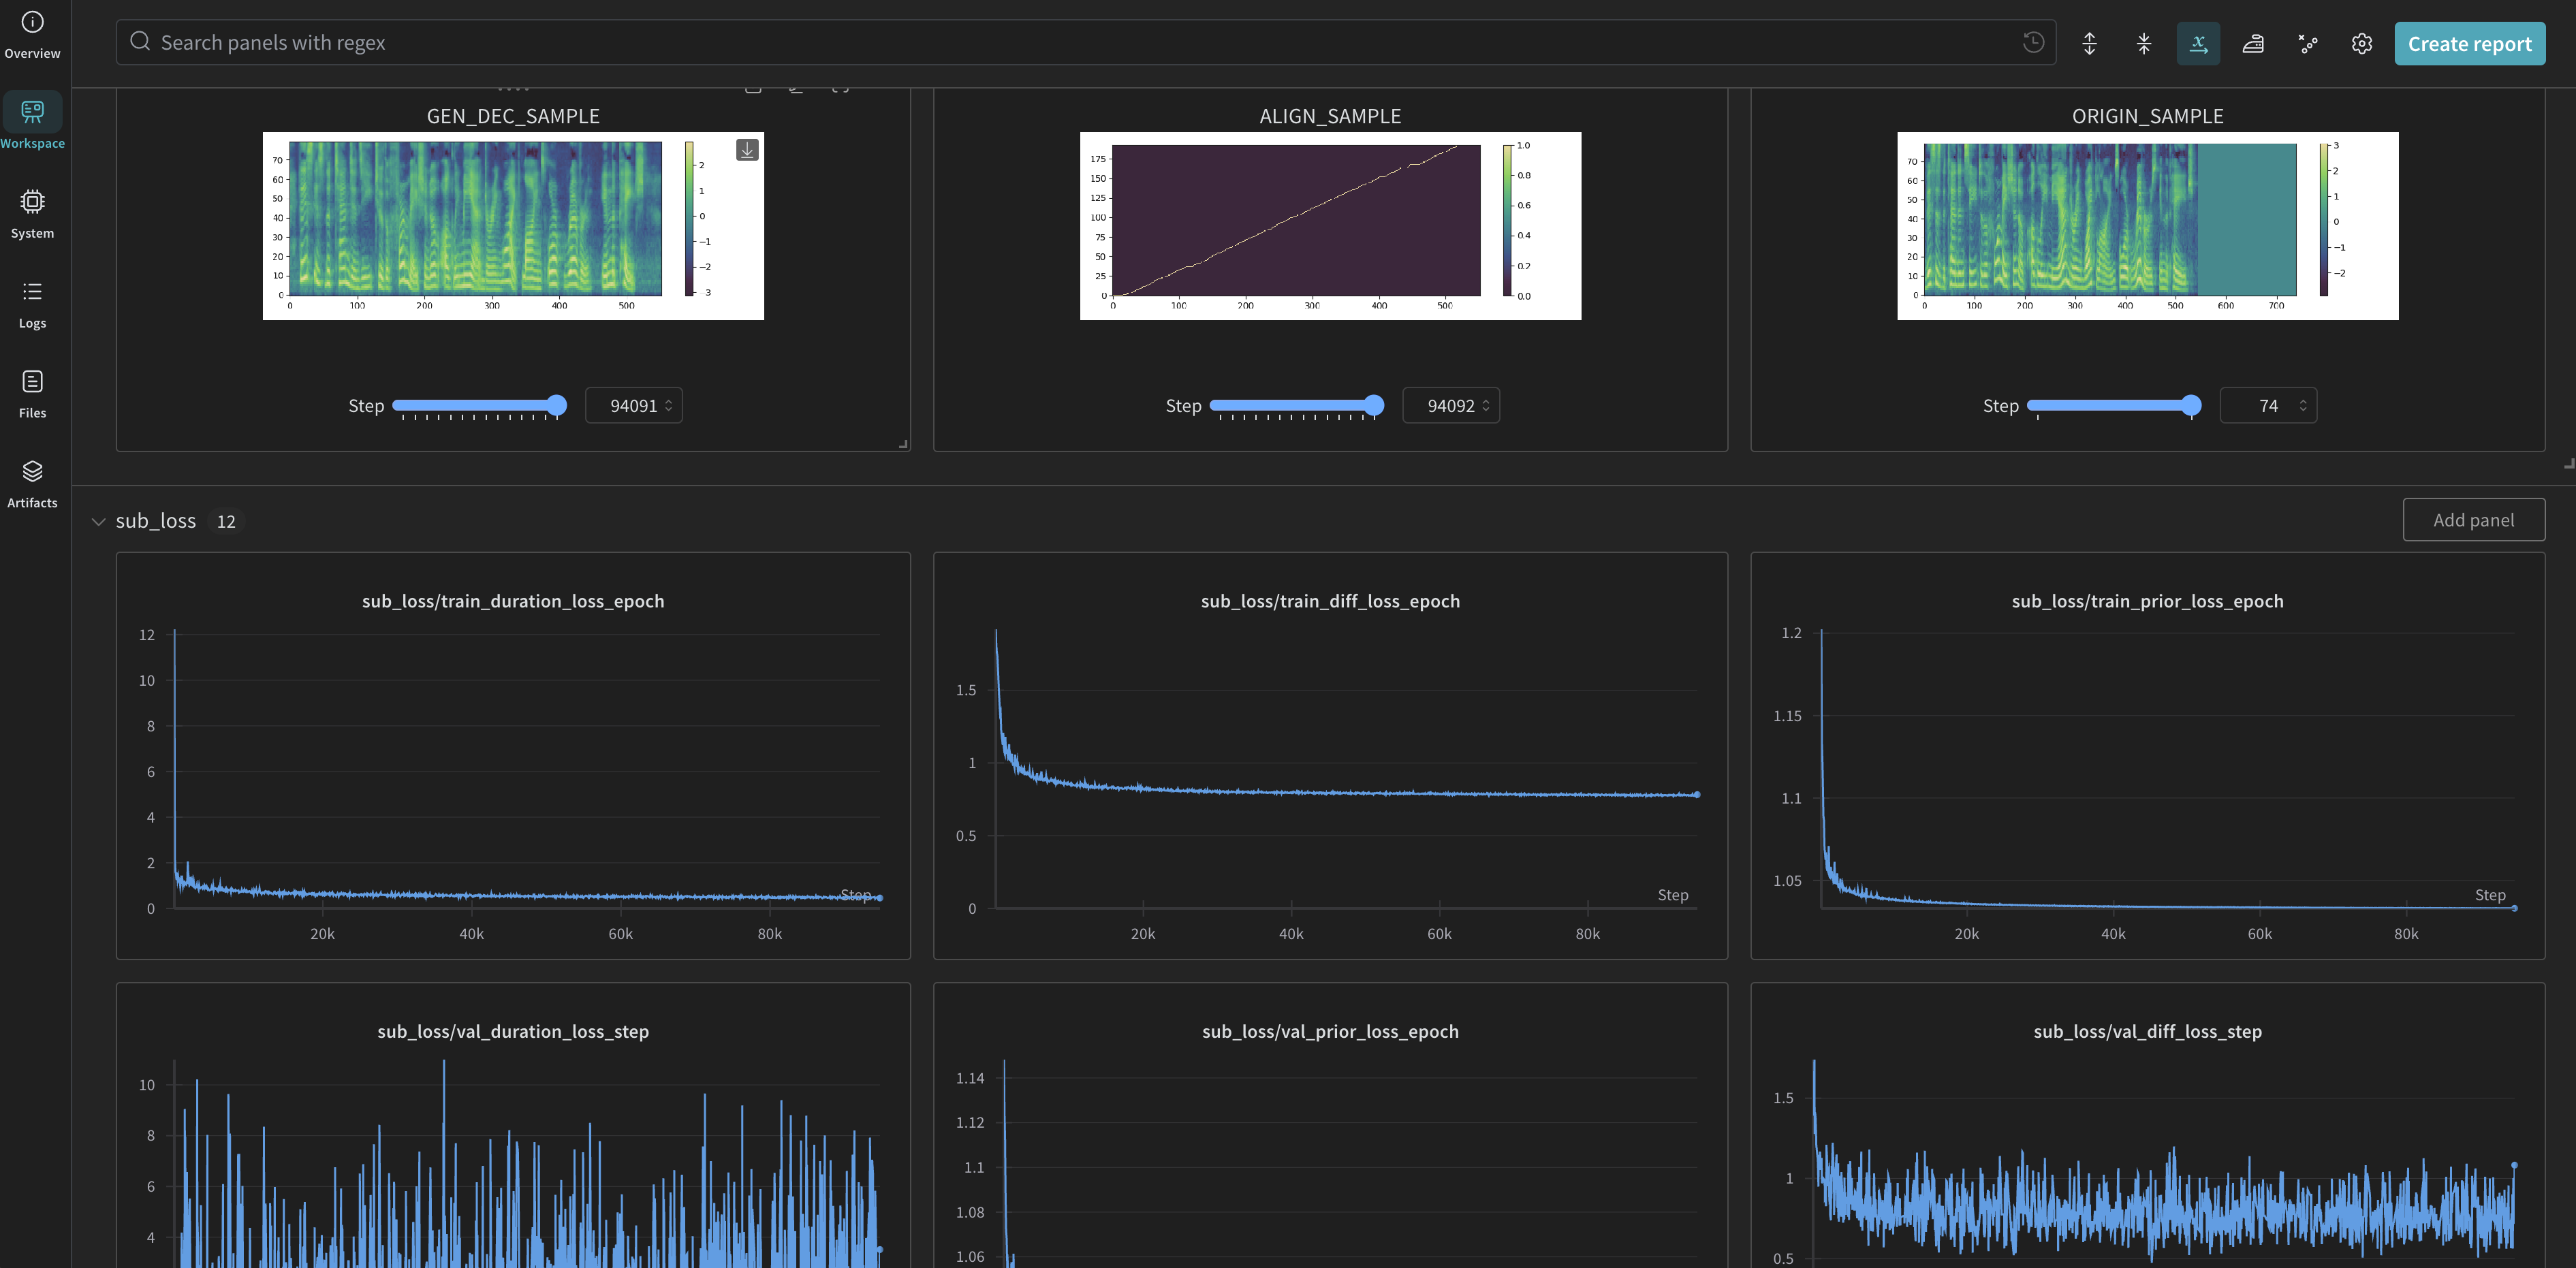 Overview
Workspace
System
Logs
Files
Artifacts
Search panels with regex
Create report
GEN_DEC_SAMPLE
70
60
50
40
30
20
10
0
0 100 200 300 400 500
2
1
0
−1
−2
−3
Step 94091
ALIGN_SAMPLE
175
150
125
100
75
50
25
0
0 100 200 300 400 500
1.0
0.8
0.6
0.4
0.2
0.0
Step 94092
ORIGIN_SAMPLE
70
60
50
40
30
20
10
0
0 100 200 300 400 500 600 700
3
2
1
0
−1
−2
Step 74
sub_loss 12
Add panel
sub_loss/train_duration_loss_epoch
12
10
8
6
4
2
0
Step
20k 40k 60k 80k
sub_loss/train_diff_loss_epoch
1.5
1
0.5
0
Step
20k 40k 60k 80k
sub_loss/train_prior_loss_epoch
1.2
1.15
1.1
1.05
Step
20k 40k 60k 80k
sub_loss/val_duration_loss_step
10
8
6
4
sub_loss/val_prior_loss_epoch
1.14
1.12
1.1
1.08
1.06
sub_loss/val_diff_loss_step
1.5
1
0.5